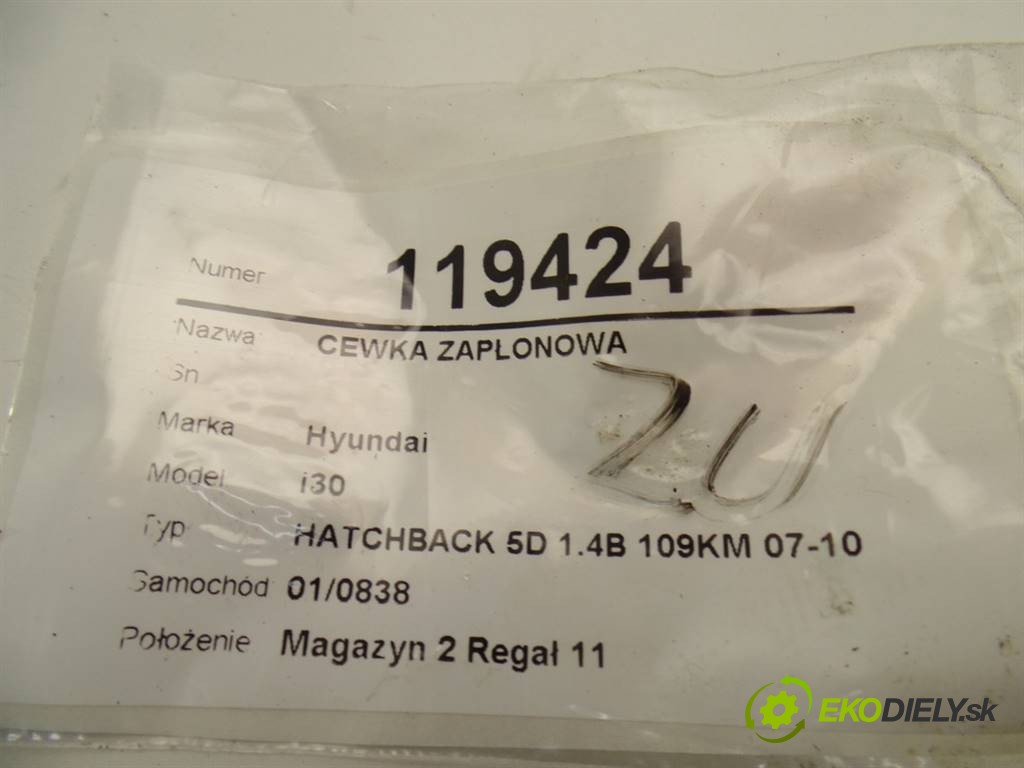 Numer 119424
Nazwa CEWKA ZAPŁONOWA
Sn
Marka Hyundai
Model i30
Typ HATCHBACK 5D 1.4B 109KM 07-10
Samochód 01/0838
Położenie Magazyn 2 Regał 11
EKODIELY.sk